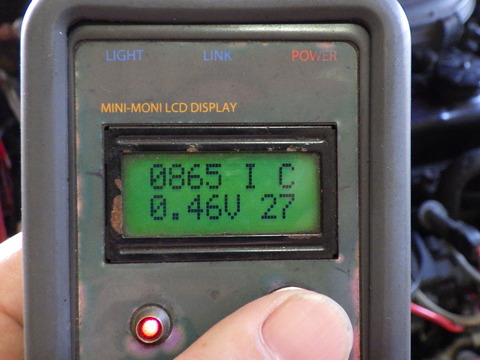 LIGHT LINK POWER
MINI-MONI LCD DISPLAY
0865 I C
0.46V 27